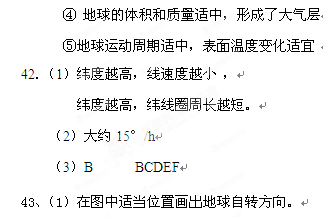 ④ 地球的体积和质量适中，形成了大气层
⑤地球运动周期适中，表面温度变化适宜
42．（1）纬度越高，线速度越小 ，
纬度越高，纬线圈周长越短。
（2）大约 15° /h
（3）B BCDEF
43、（1）在图中适当位置画出地球自转方向。